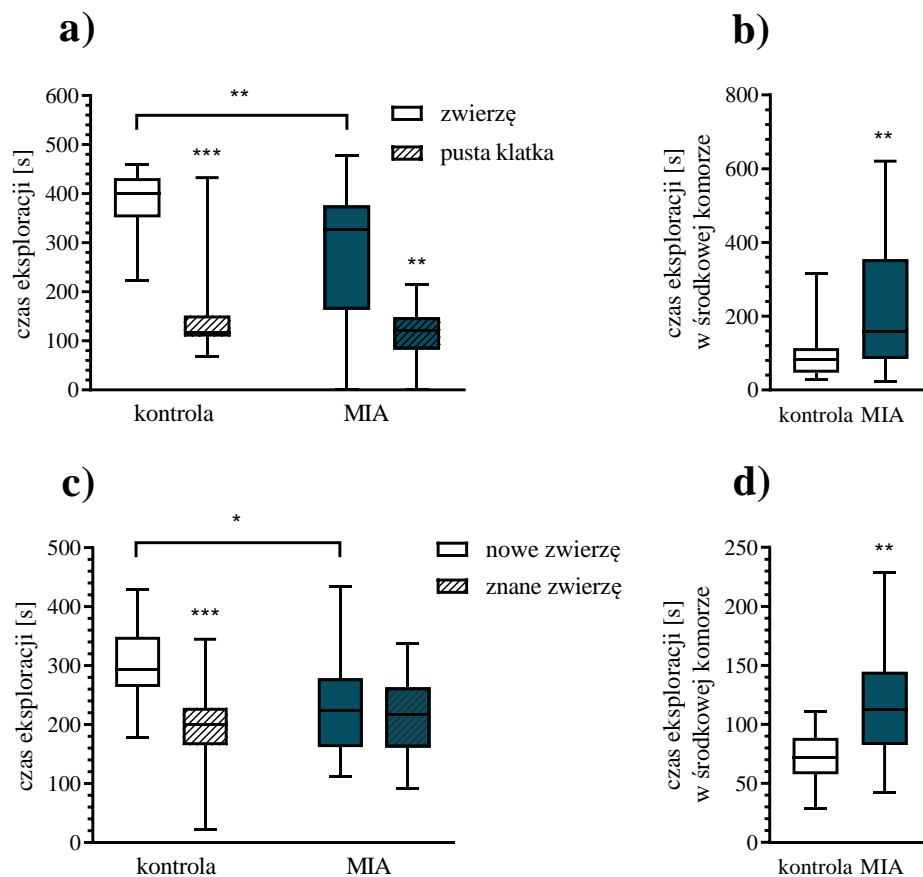 a)
**
600
500
400
300
200
100
0
czas eksploracji [s]
***
**
zwierzę
pusta klatka
kontrola
MIA
b)
800
600
400
200
0
czas eksploracji [s]
w środkowej komorze
**
kontrola MIA
c)
*
500
400
300
200
100
0
czas eksploracji [s]
***
nowe zwierzę
znane zwierzę
kontrola
MIA
d)
250
200
150
100
50
0
czas eksploracji [s]
w środkowej komorze
**
kontrola MIA